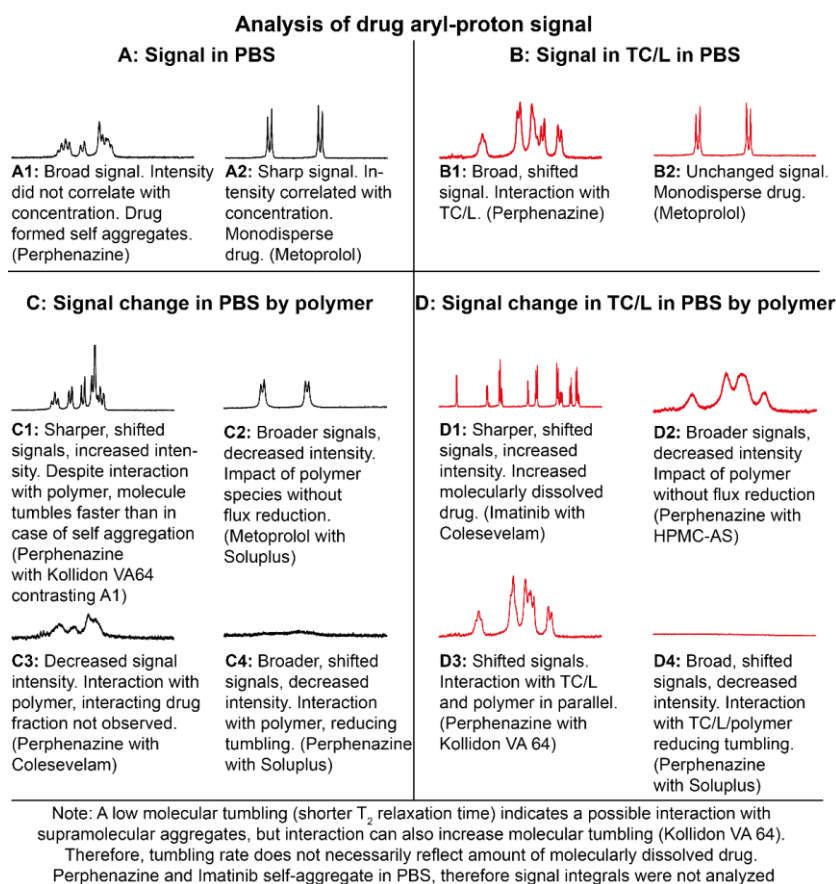 Analysis of drug aryl-proton signal
A: Signal in PBS
B: Signal in TC/L in PBS
A1: Broad signal. Intensity
did not correlate with
concentration. Drug
formed self aggregates.
(Perphenazine)
A2: Sharp signal. In-
tensity correlated with
concentration.
Monodisperse
drug. (Metoprolol)
B1: Broad, shifted
signal. Interaction with
TC/L. (Perphenazine)
B2: Unchanged signal.
Monodisperse drug.
(Metoprolol)
C: Signal change in PBS by polymer
D: Signal change in TC/L in PBS by polymer
C1: Sharper, shifted
signals, increased inten-
sity. Despite interaction
with polymer, molecule
tumbles faster than in
case of self aggregation
(Perphenazine
with Kollidon VA64
contrasting A1)
C2: Broader signals,
decreased intensity.
Impact of polymer
species without
flux reduction.
(Metoprolol with
Soluplus)
D1: Sharper, shifted
signals, increased
intensity. Increased
molecularly dissolved
drug. (Imatinib with
Colesevelam)
D2: Broader signals,
decreased intensity
Impact of polymer
without flux reduction
(Perphenazine with
HPMC-AS)
C3: Decreased signal
intensity. Interaction with
polymer, interacting drug
fraction not observed.
(Perphenazine with
Colesevelam)
C4: Broader, shifted
signals, decreased
intensity. Interaction
with polymer, reducing
tumbling. (Perphenazine
with Soluplus)
D3: Shifted signals.
Interaction with TC/L
and polymer in parallel.
(Perphenazine with
Kollidon VA 64)
D4: Broad, shifted
signals, decreased
intensity. Interaction
with TC/L/polymer
reducing tumbling.
(Perphenazine
with Soluplus)
Note: A low molecular tumbling (shorter T₂ relaxation time) indicates a possible interaction with
supramolecular aggregates, but interaction can also increase molecular tumbling (Kollidon VA 64).
Therefore, tumbling rate does not necessarily reflect amount of molecularly dissolved drug.
Perphenazine and Imatinib self-aggregate in PBS, therefore signal integrals were not analyzed